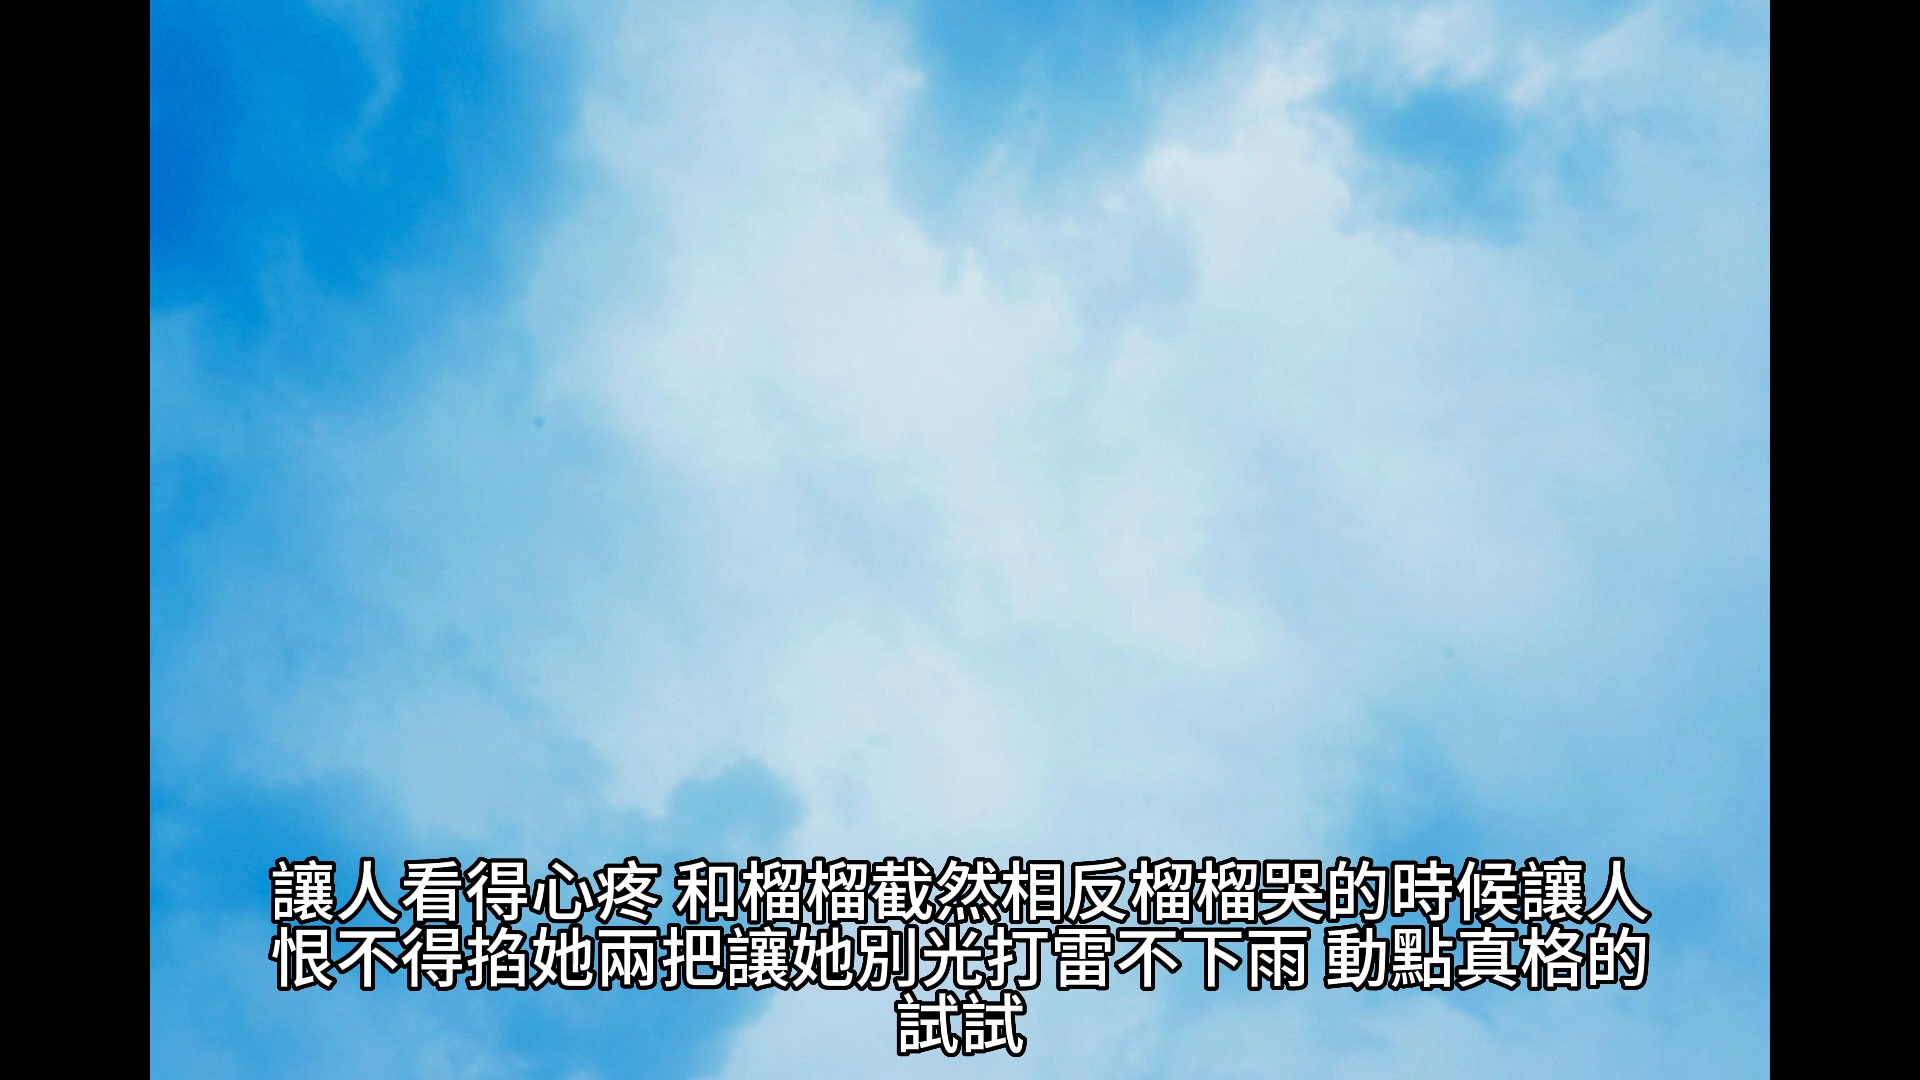 讓人看得心疼 和榴榴截然相反榴榴哭的時候讓人
恨不得掐她兩把讓她別光打雷不下雨 動點真格的
試試